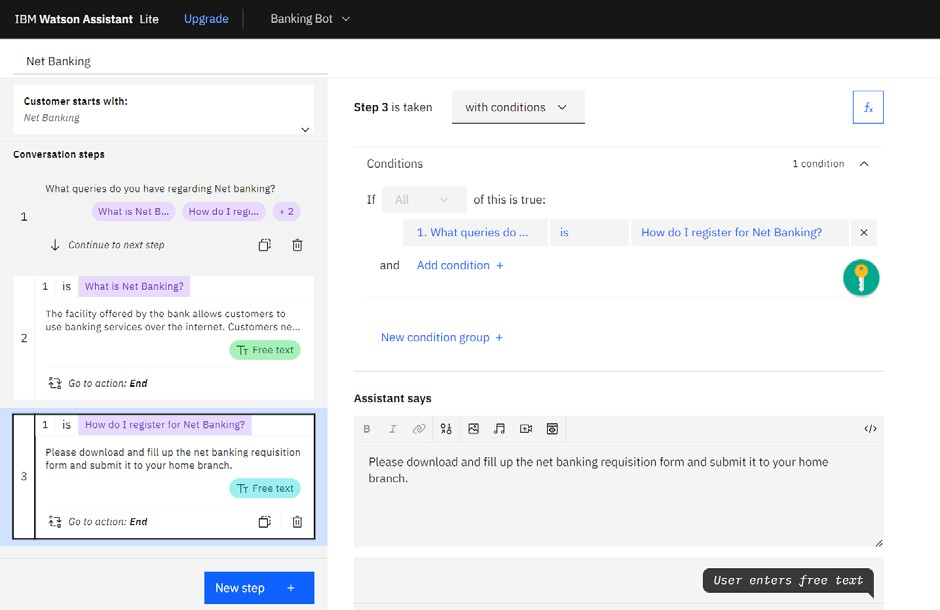 IBM Watson Assistant Lite
Upgrade
Banking Bot
Net Banking
Customer starts with:
Net Banking
Conversation steps
1
What queries do you have regarding Net banking?
What is Net B...
How do I regi...
+ 2
Continue to next step
2
1 is What is Net Banking?
The facility offered by the bank allows customers to
use banking services over the internet. Customers ne...
Tт Free text
Go to action: End
3
1 is How do I register for Net Banking?
Please download and fill up the net banking requisition
form and submit it to your home branch.
Tт Free text
Go to action: End
New step +
Step 3 is taken
with conditions
fx
Conditions
1 condition
If All of this is true:
1. What queries do ...
is
How do I register for Net Banking?
and Add condition +
New condition group +
Assistant says
B I
Please download and fill up the net banking requisition form and submit it to your home
branch.
User enters free text